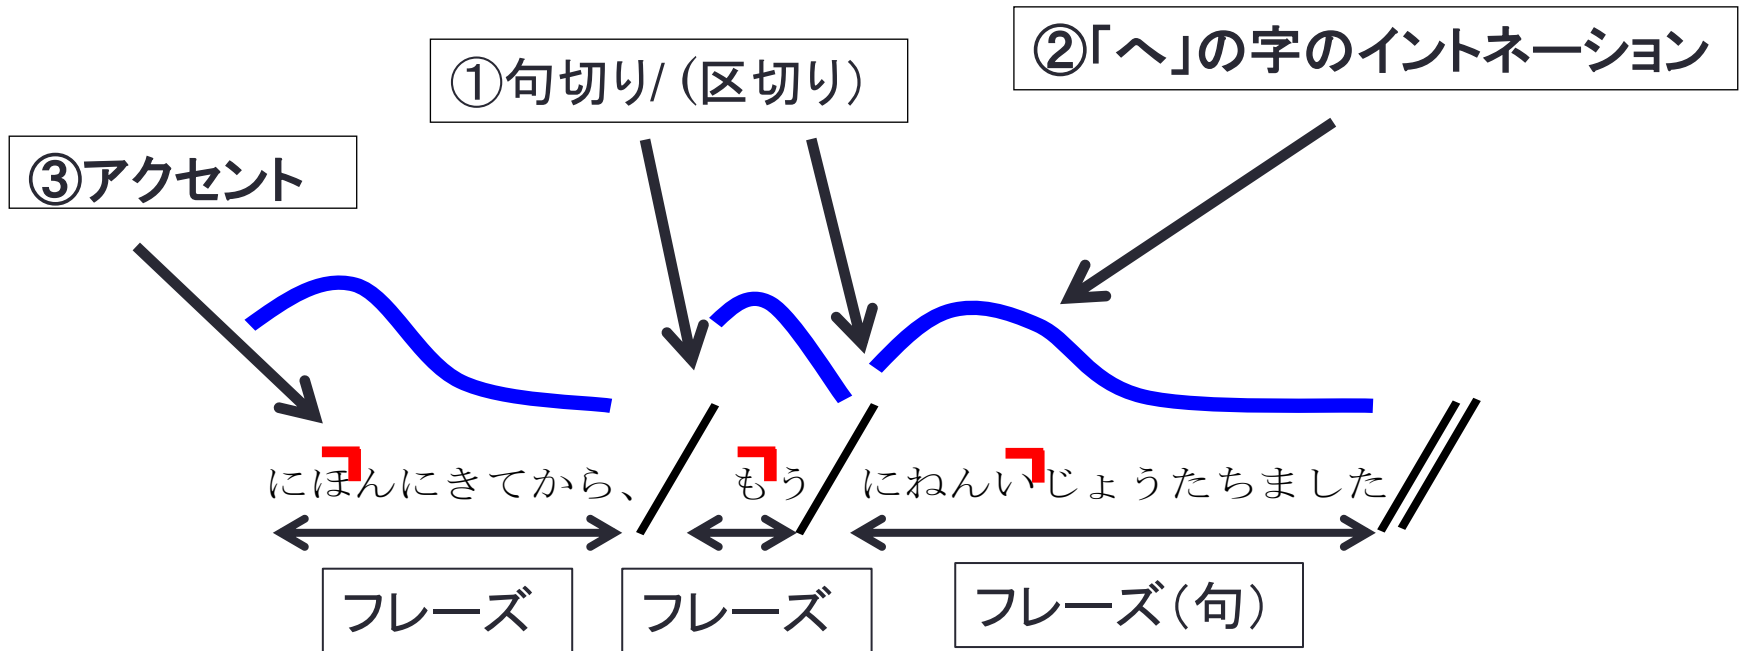 ②「へ」の字のイントネーション
①句切り/(区切り)
③アクセント
にほんにきてから、/ もう/ にねんいじょうたちました//
フレーズ
フレーズ
フレーズ(句)